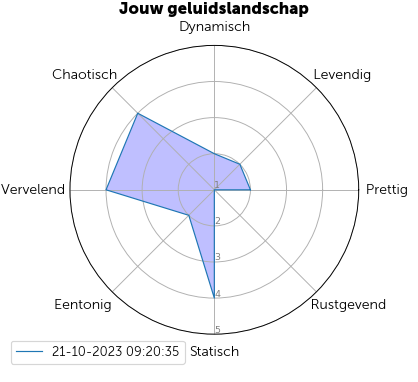 Jouw geluidslandschap
Dynamisch
Chaotisch
Levendig
Vervelend
1
Prettig
2
3
4
Eentonig
Rustgevend
5
21-10-2023 09:20:35
Statisch